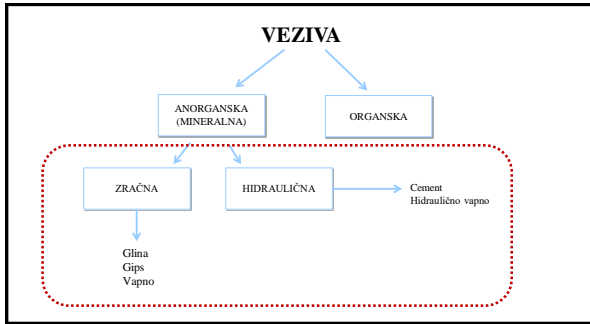 VEZIVA
ANORGANSKA
(MINERALNA)
ORGANSKA
ZRAČNA
HIDRAULIČNA
Cement
Hidraulično vapno
Glina
Gips
Vapno